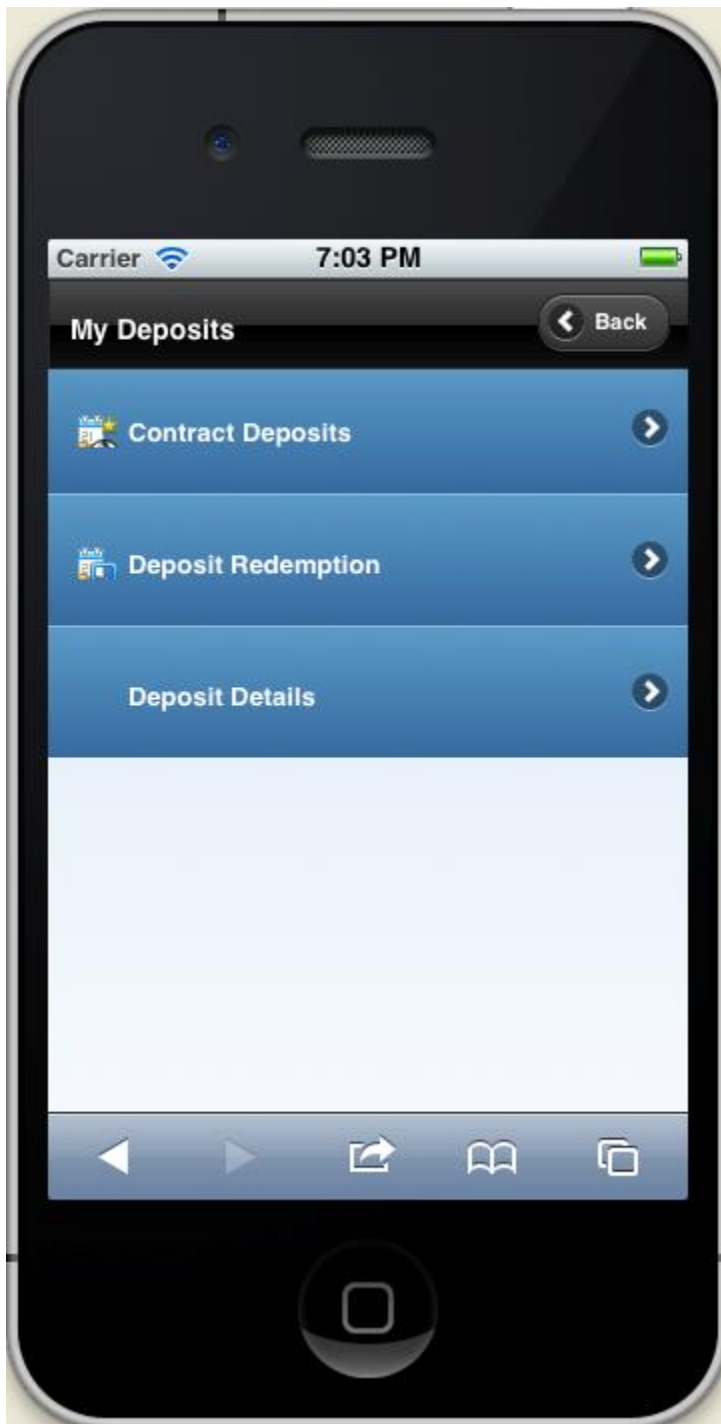 Carrier 7:03 PM
My Deposits Back
Contract Deposits
Deposit Redemption
Deposit Details